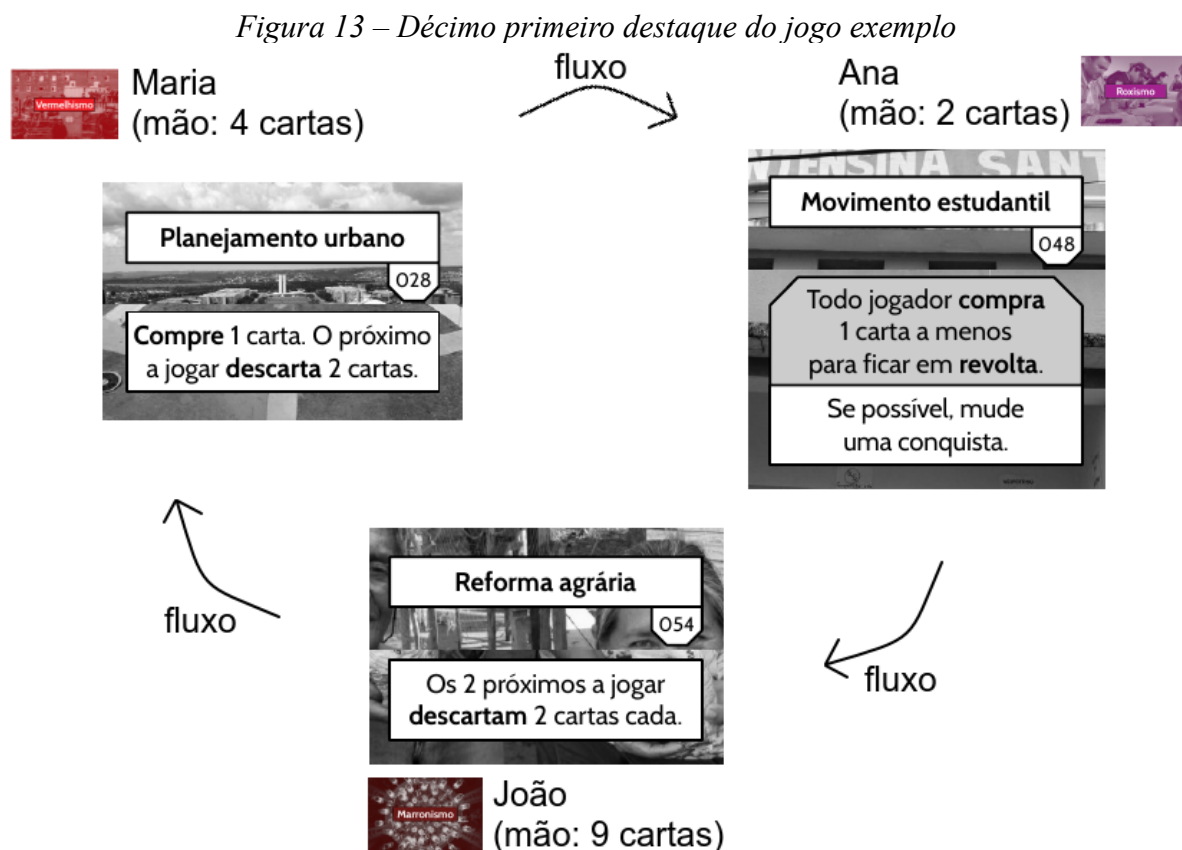 Figura 13 – Décimo primeiro destaque do jogo exemplo
Vermelhismo
Maria
(mão: 4 cartas)
fluxo
Ana
(mão: 2 cartas)
Roxismo
Planejamento urbano
028
Compre 1 carta. O próximo
a jogar descarta 2 cartas.
NTENSINA SANT
Movimento estudantil
048
Todo jogador compra
1 carta a menos
para ficar em revolta.
Se possível, mude
uma conquista.
fluxo
Reforma agrária
054
Os 2 próximos a jogar
descartam 2 cartas cada.
fluxo
Marronismo
João
(mão: 9 cartas)